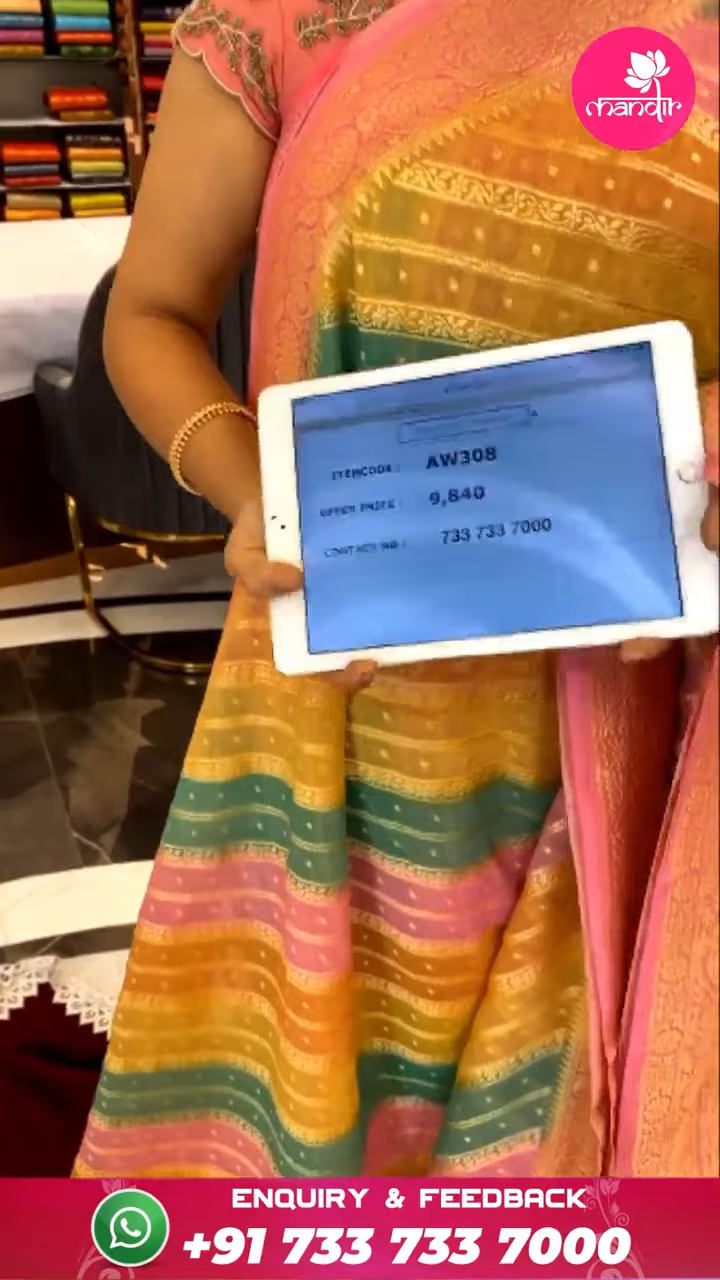 mandir
ITEMCODE : AW308
OFFER PRICE : 9,840
CONTACT NO : 733 733 7000
ENQUIRY & FEEDBACK
+91 733 733 7000